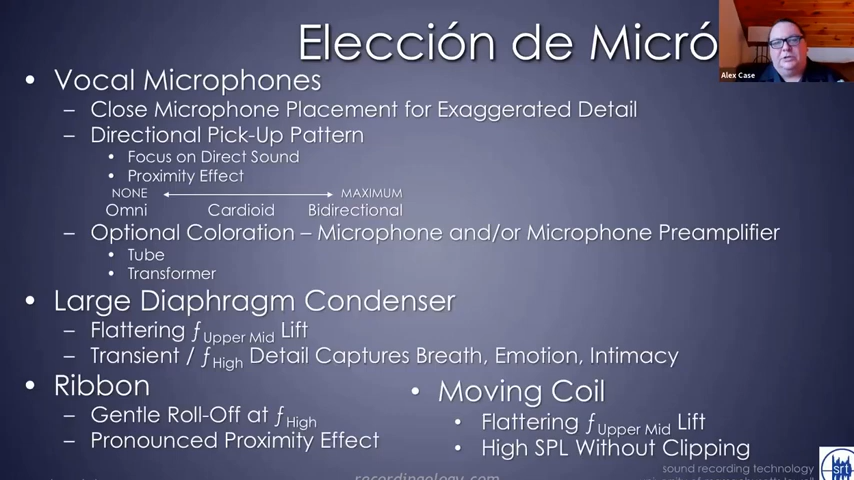 Elección de Micró
Alex Case
• Vocal Microphones
– Close Microphone Placement for Exaggerated Detail
– Directional Pick-Up Pattern
• Focus on Direct Sound
• Proximity Effect
NONE MAXIMUM
Omni Cardioid Bidirectional
– Optional Coloration – Microphone and/or Microphone Preamplifier
• Tube
• Transformer
• Large Diaphragm Condenser
– Flattering ƒUpper Mid Lift
– Transient / ƒHigh Detail Captures Breath, Emotion, Intimacy
• Ribbon
– Gentle Roll-Off at ƒHigh
– Pronounced Proximity Effect
• Moving Coil
• Flattering ƒUpper Mid Lift
• High SPL Without Clipping
recordingology.com
sound recording technology
srt